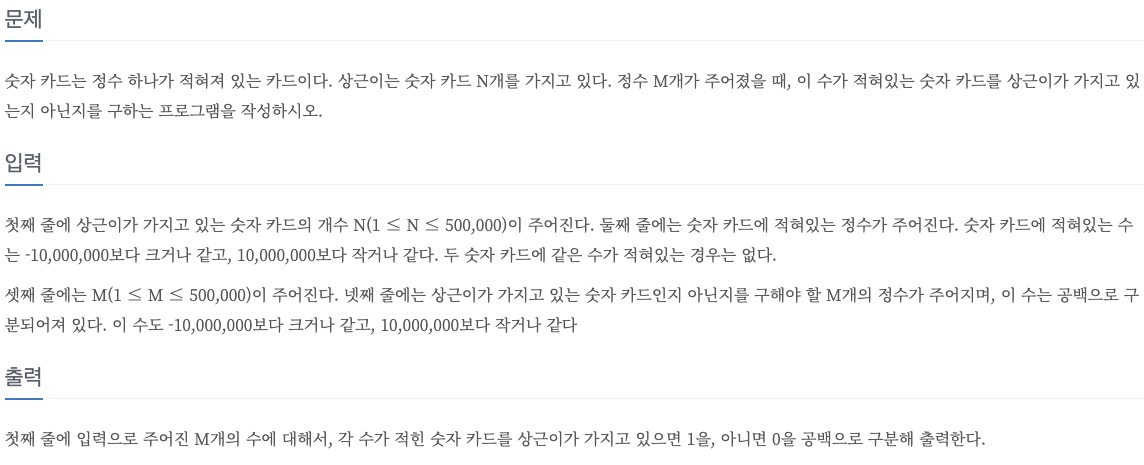 문제
숫자 카드는 정수 하나가 적혀져 있는 카드이다. 상근이는 숫자 카드 N개를 가지고 있다. 정수 M개가 주어졌을 때, 이 수가 적혀있는 숫자 카드를 상근이가 가지고 있
는지 아닌지를 구하는 프로그램을 작성하시오.
입력
첫째 줄에 상근이가 가지고 있는 숫자 카드의 개수 N(1 ≤ N ≤ 500,000)이 주어진다. 둘째 줄에는 숫자 카드에 적혀있는 정수가 주어진다. 숫자 카드에 적혀있는 수
는 -10,000,000보다 크거나 같고, 10,000,000보다 작거나 같다. 두 숫자 카드에 같은 수가 적혀있는 경우는 없다.
셋째 줄에는 M(1 ≤ M ≤ 500,000)이 주어진다. 넷째 줄에는 상근이가 가지고 있는 숫자 카드인지 아닌지를 구해야 할 M개의 정수가 주어지며, 이 수는 공백으로 구
분되어져 있다. 이 수도 -10,000,000보다 크거나 같고, 10,000,000보다 작거나 같다
출력
첫째 줄에 입력으로 주어진 M개의 수에 대해서, 각 수가 적힌 숫자 카드를 상근이가 가지고 있으면 1을, 아니면 0을 공백으로 구분해 출력한다.